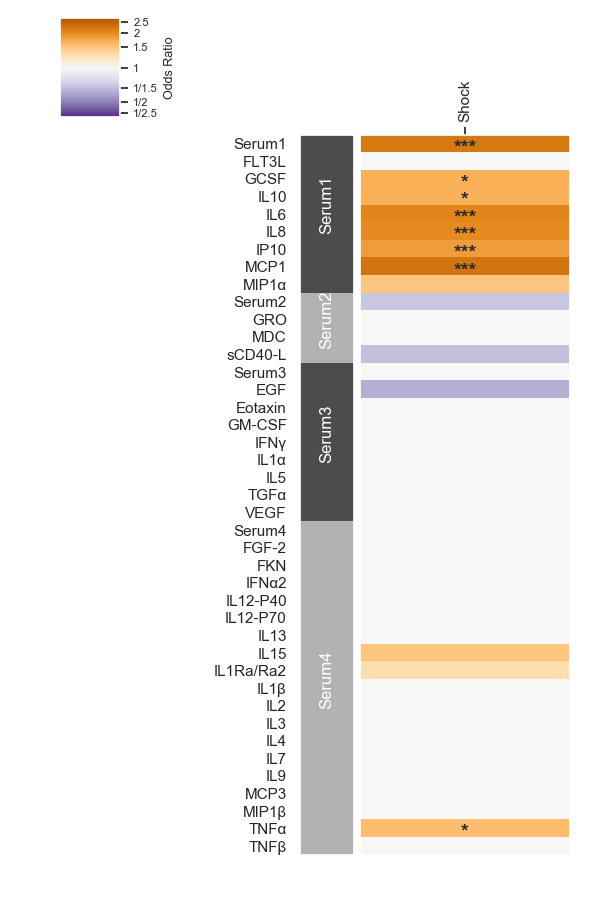 2.5
2
1.5
1
1/1.5
1/2
1/2.5
Odds Ratio
Shock
Serum1
FLT3L
GCSF
IL10
IL6
IL8
IP10
MCP1
MIP1α
Serum2
GRO
MDC
sCD40-L
Serum3
EGF
Eotaxin
GM-CSF
IFNγ
IL1α
IL5
TGFα
VEGF
Serum4
FGF-2
FKN
IFNα2
IL12-P40
IL12-P70
IL13
IL15
IL1Ra/Ra2
IL1β
IL2
IL3
IL4
IL7
IL9
MCP3
MIP1β
TNFα
TNFβ
Serum1
Serum2
Serum3
Serum4
***
*
*
***
***
***
***
*